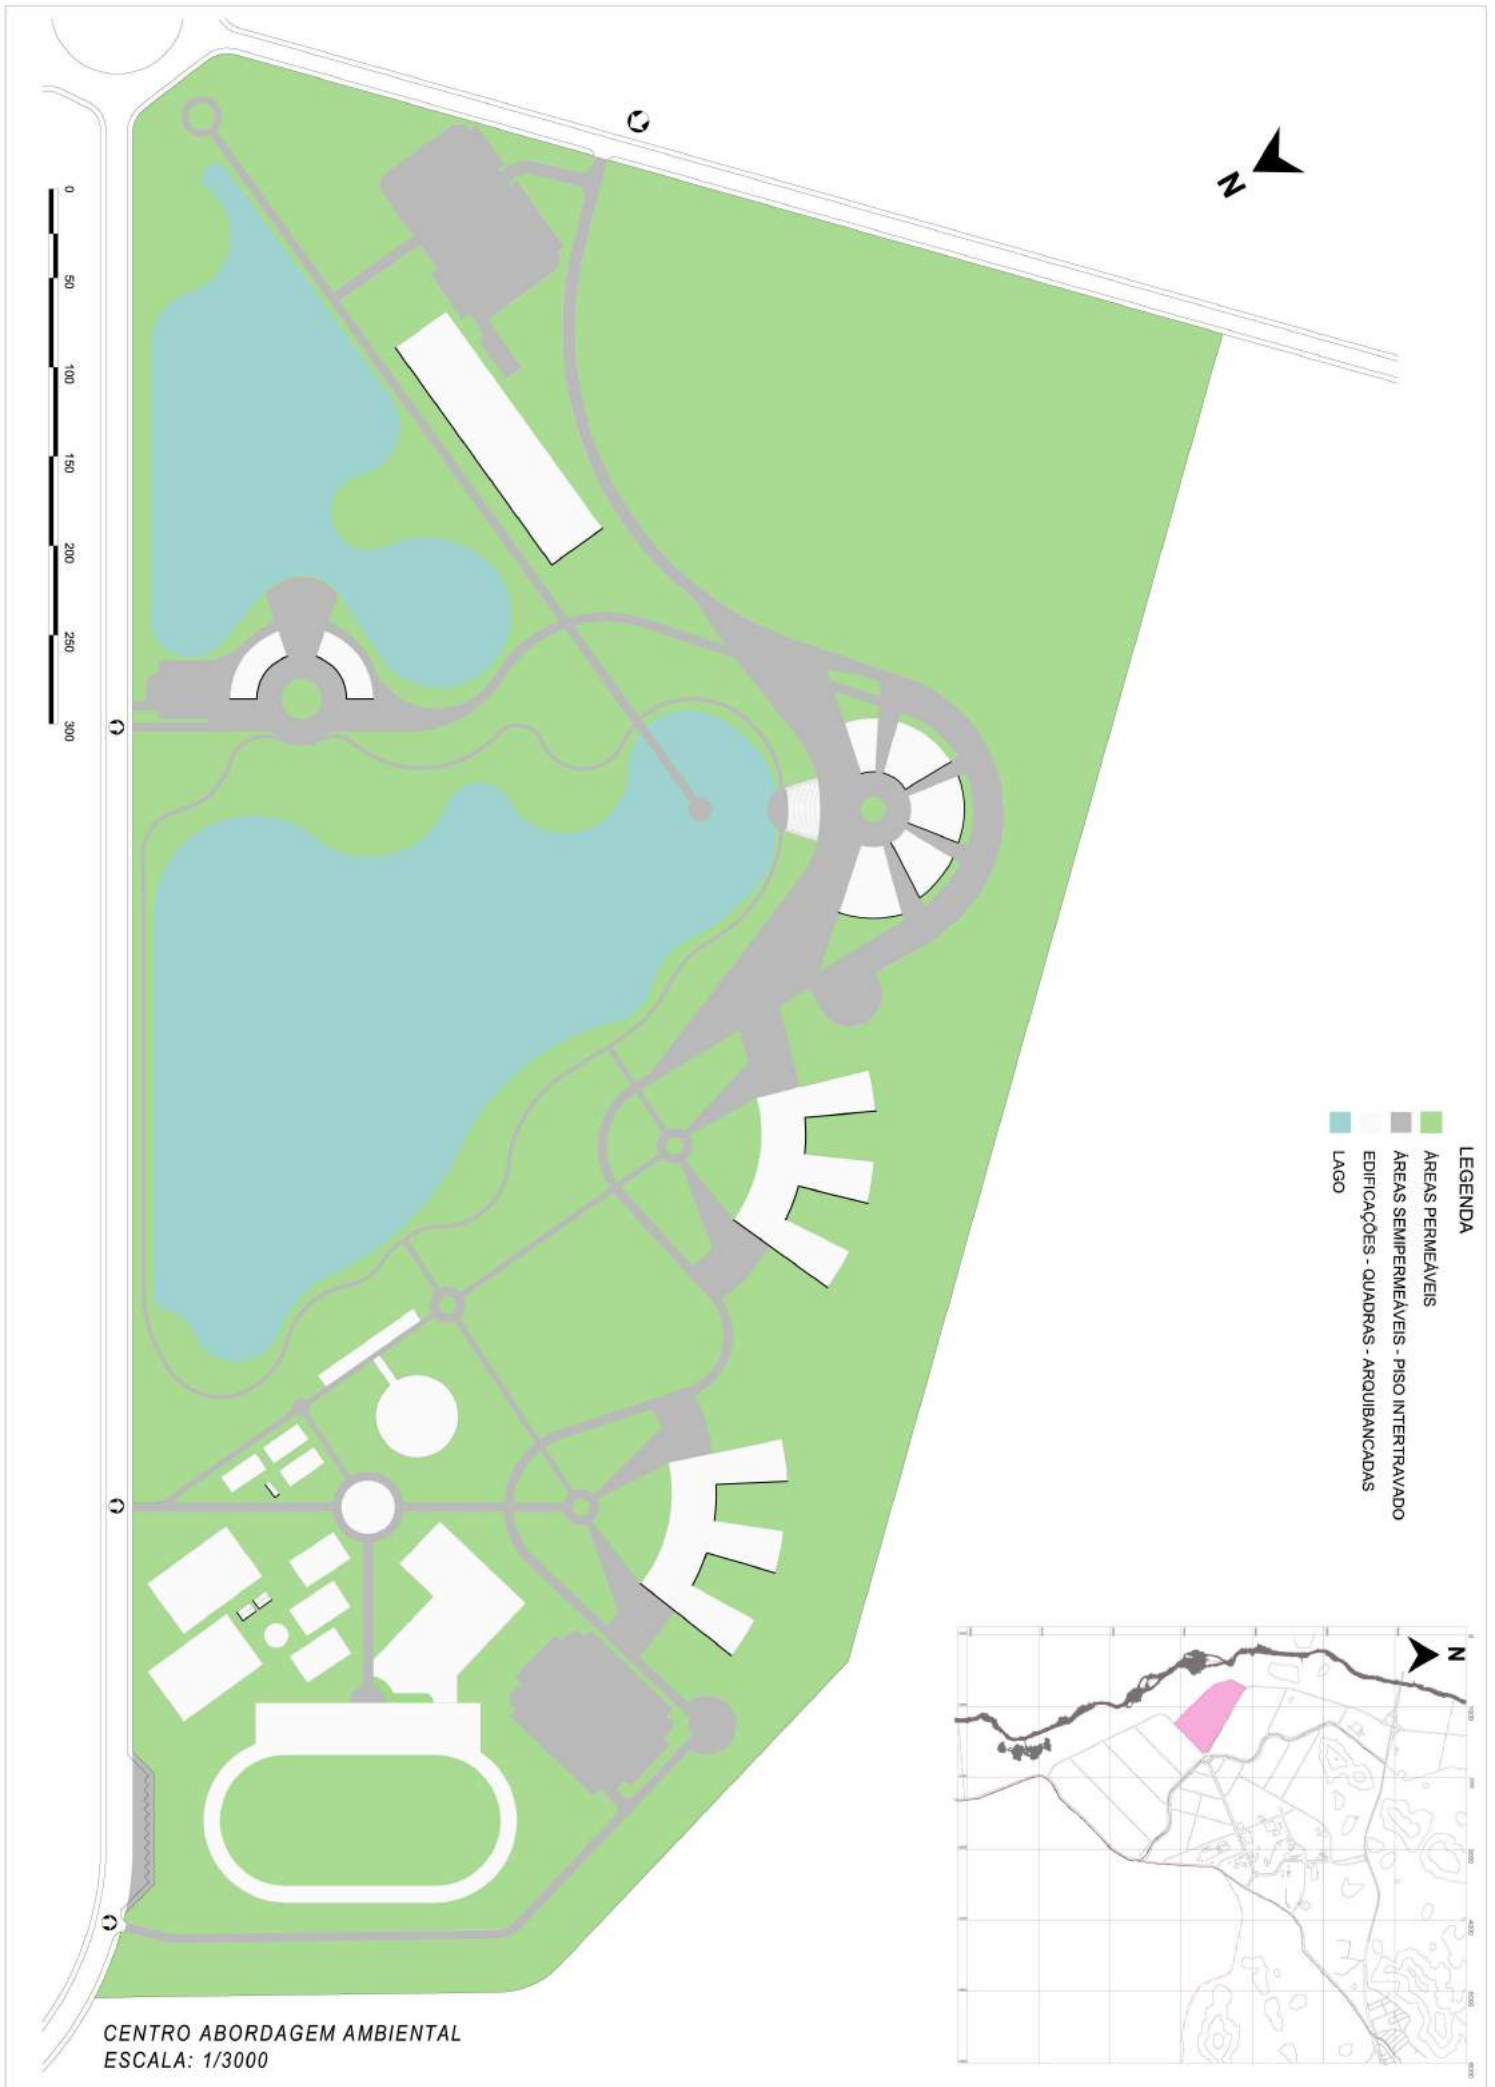 N
0
50
100
150
200
250
300
LEGENDA
ÁREAS PERMEÁVEIS
ÁREAS SEMIPERMEÁVEIS - PISO INTERTRAVADO
EDIFICAÇÕES - QUADRAS - ARQUIBANCADAS
LAGO
N
CENTRO ABORDAGEM AMBIENTAL
ESCALA: 1/3000